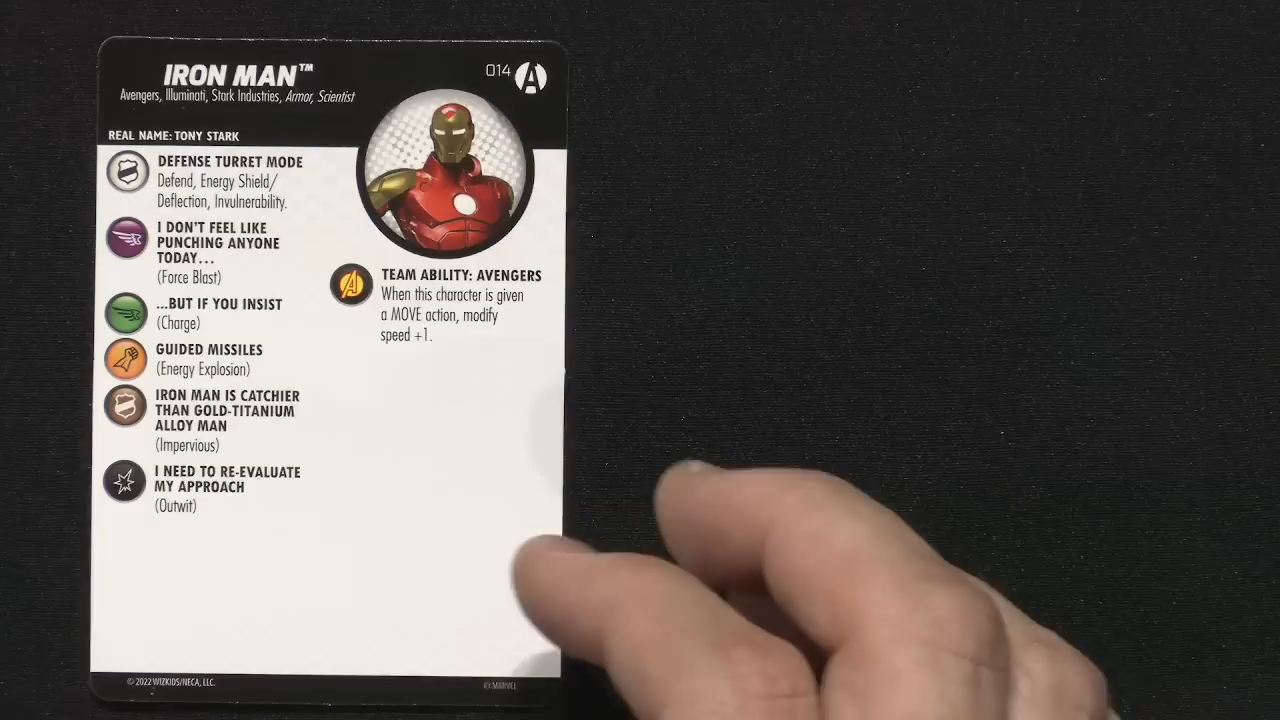 IRON MAN™
014
Avengers, Illuminati, Stark Industries, Armor, Scientist
REAL NAME: TONY STARK
DEFENSE TURRET MODE
Defend, Energy Shield/
Deflection, Invulnerability.
I DON'T FEEL LIKE
PUNCHING ANYONE
TODAY...
(Force Blast)
...BUT IF YOU INSIST
(Charge)
GUIDED MISSILES
(Energy Explosion)
IRON MAN IS CATCHIER
THAN GOLD-TITANIUM
ALLOY MAN
(Impervious)
I NEED TO RE-EVALUATE
MY APPROACH
(Outwit)
TEAM ABILITY: AVENGERS
When this character is given
a MOVE action, modify
speed +1.
© 2022 WIZKIDS/NECA, LLC.
© MARVEL